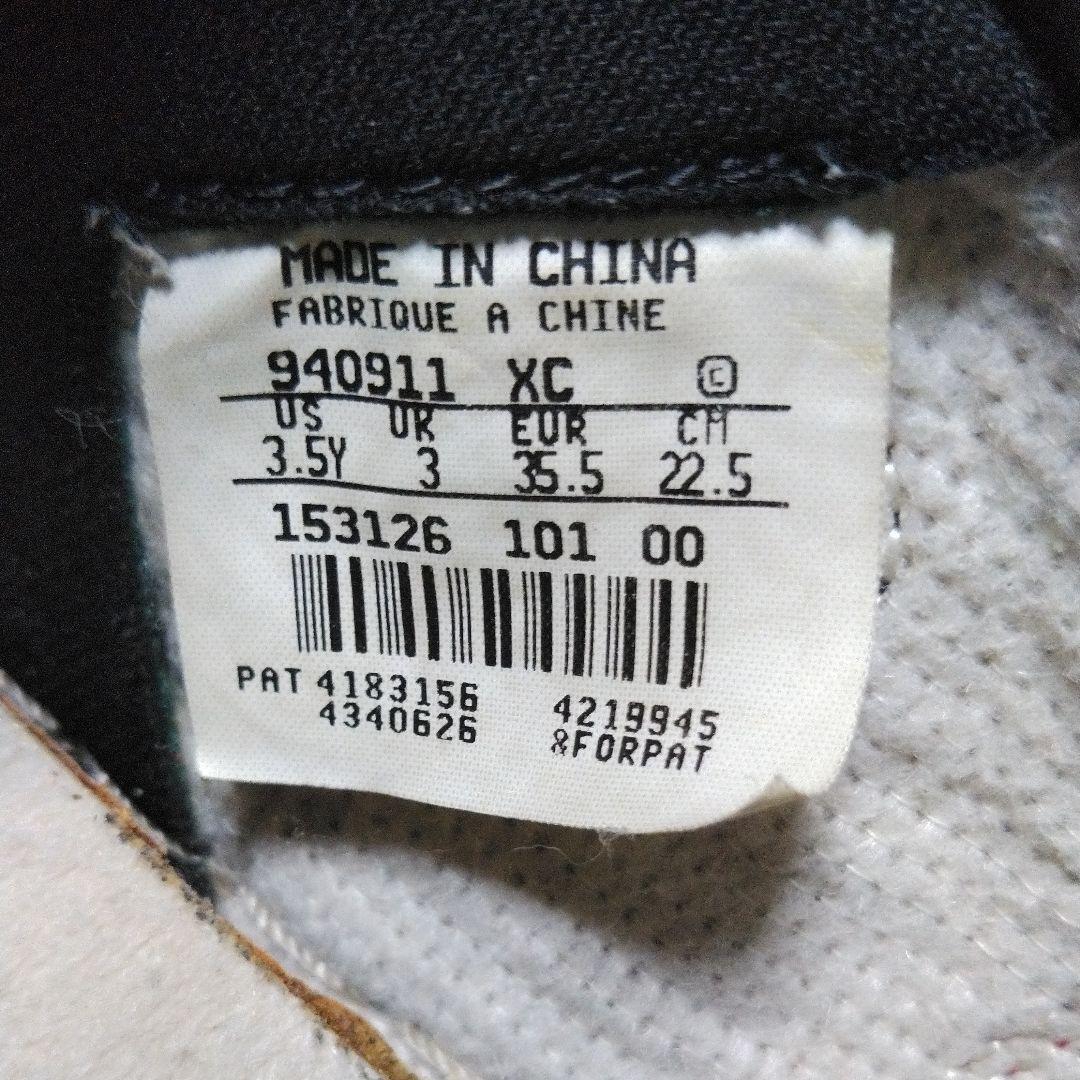 MADE IN CHINA
FABRIQUE A CHINE
940911 XC ©
US UK EUR CM
3.5Y 3 35.5 22.5
153126 101 00
PAT 4183156 4219945
4340626 &FORPAT